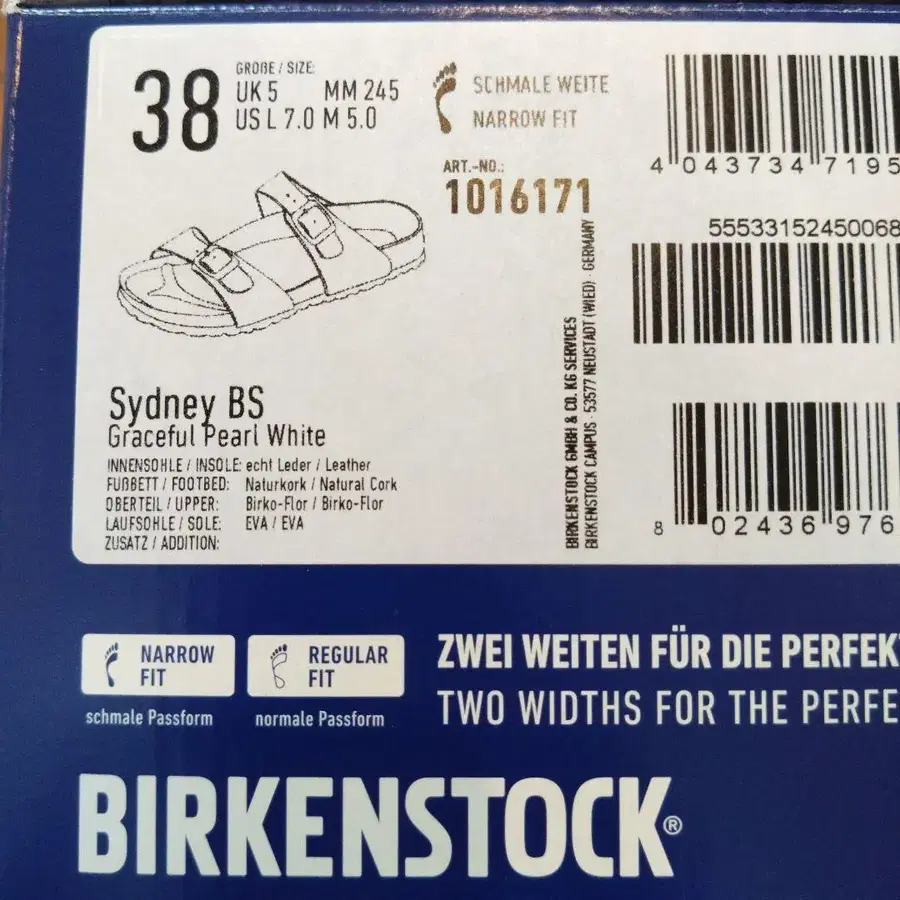 38
GRÖßE / SIZE:
UK 5 MM 245
US L 7.0 M 5.0
SCHMALE WEITE
NARROW FIT
ART.-NO.:
1016171
4 043734 7195
55533152450068
8 02436 976
BIRKENSTOCK GMBH & CO. KG SERVICES
BIRKENSTOCK CAMPUS · 53577 NEUSTADT (WIED) · GERMANY
Sydney BS
Graceful Pearl White
INNENSOHLE / INSOLE: echt Leder / Leather
FUßBETT / FOOTBED: Naturkork / Natural Cork
OBERTEIL / UPPER: Birko-Flor / Birko-Flor
LAUFSOHLE / SOLE: EVA / EVA
ZUSATZ / ADDITION:
NARROW
FIT
schmale Passform
REGULAR
FIT
normale Passform
ZWEI WEITEN FÜR DIE PERFEK
TWO WIDTHS FOR THE PERFE
BIRKENSTOCK®